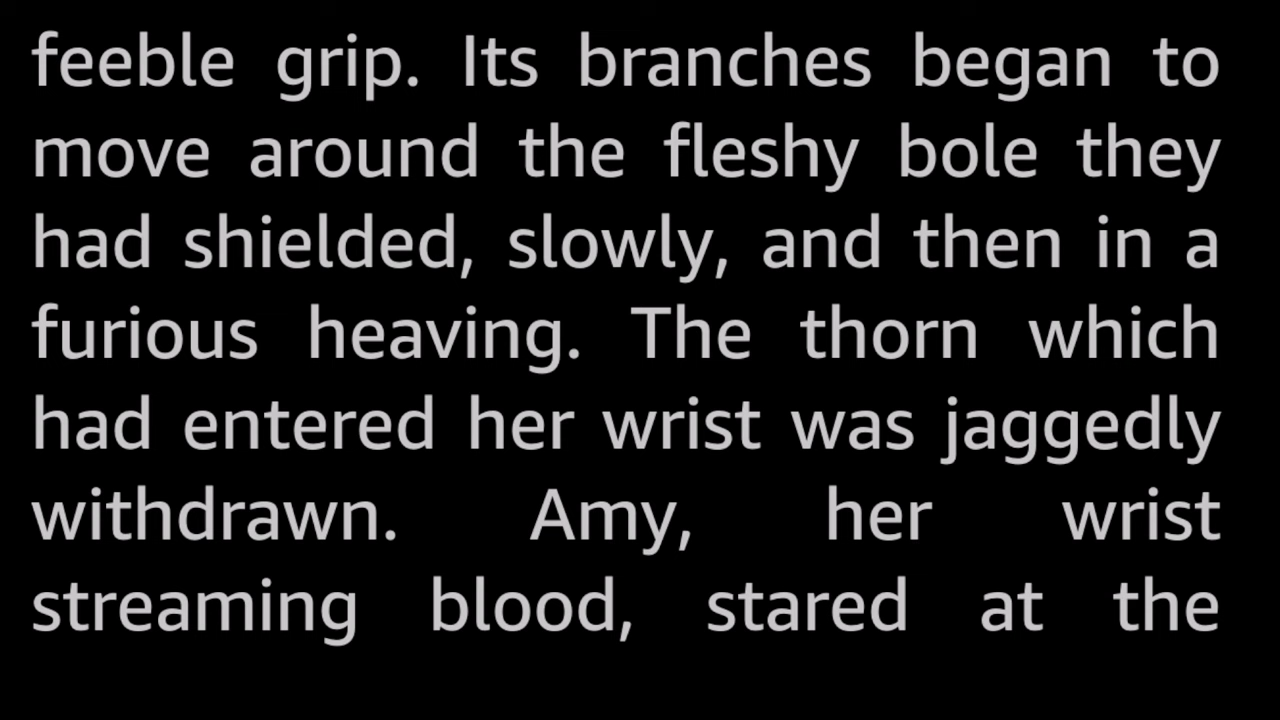 feeble grip. Its branches began to
move around the fleshy bole they
had shielded, slowly, and then in a
furious heaving. The thorn which
had entered her wrist was jaggedly
withdrawn. Amy, her wrist
streaming blood, stared at the